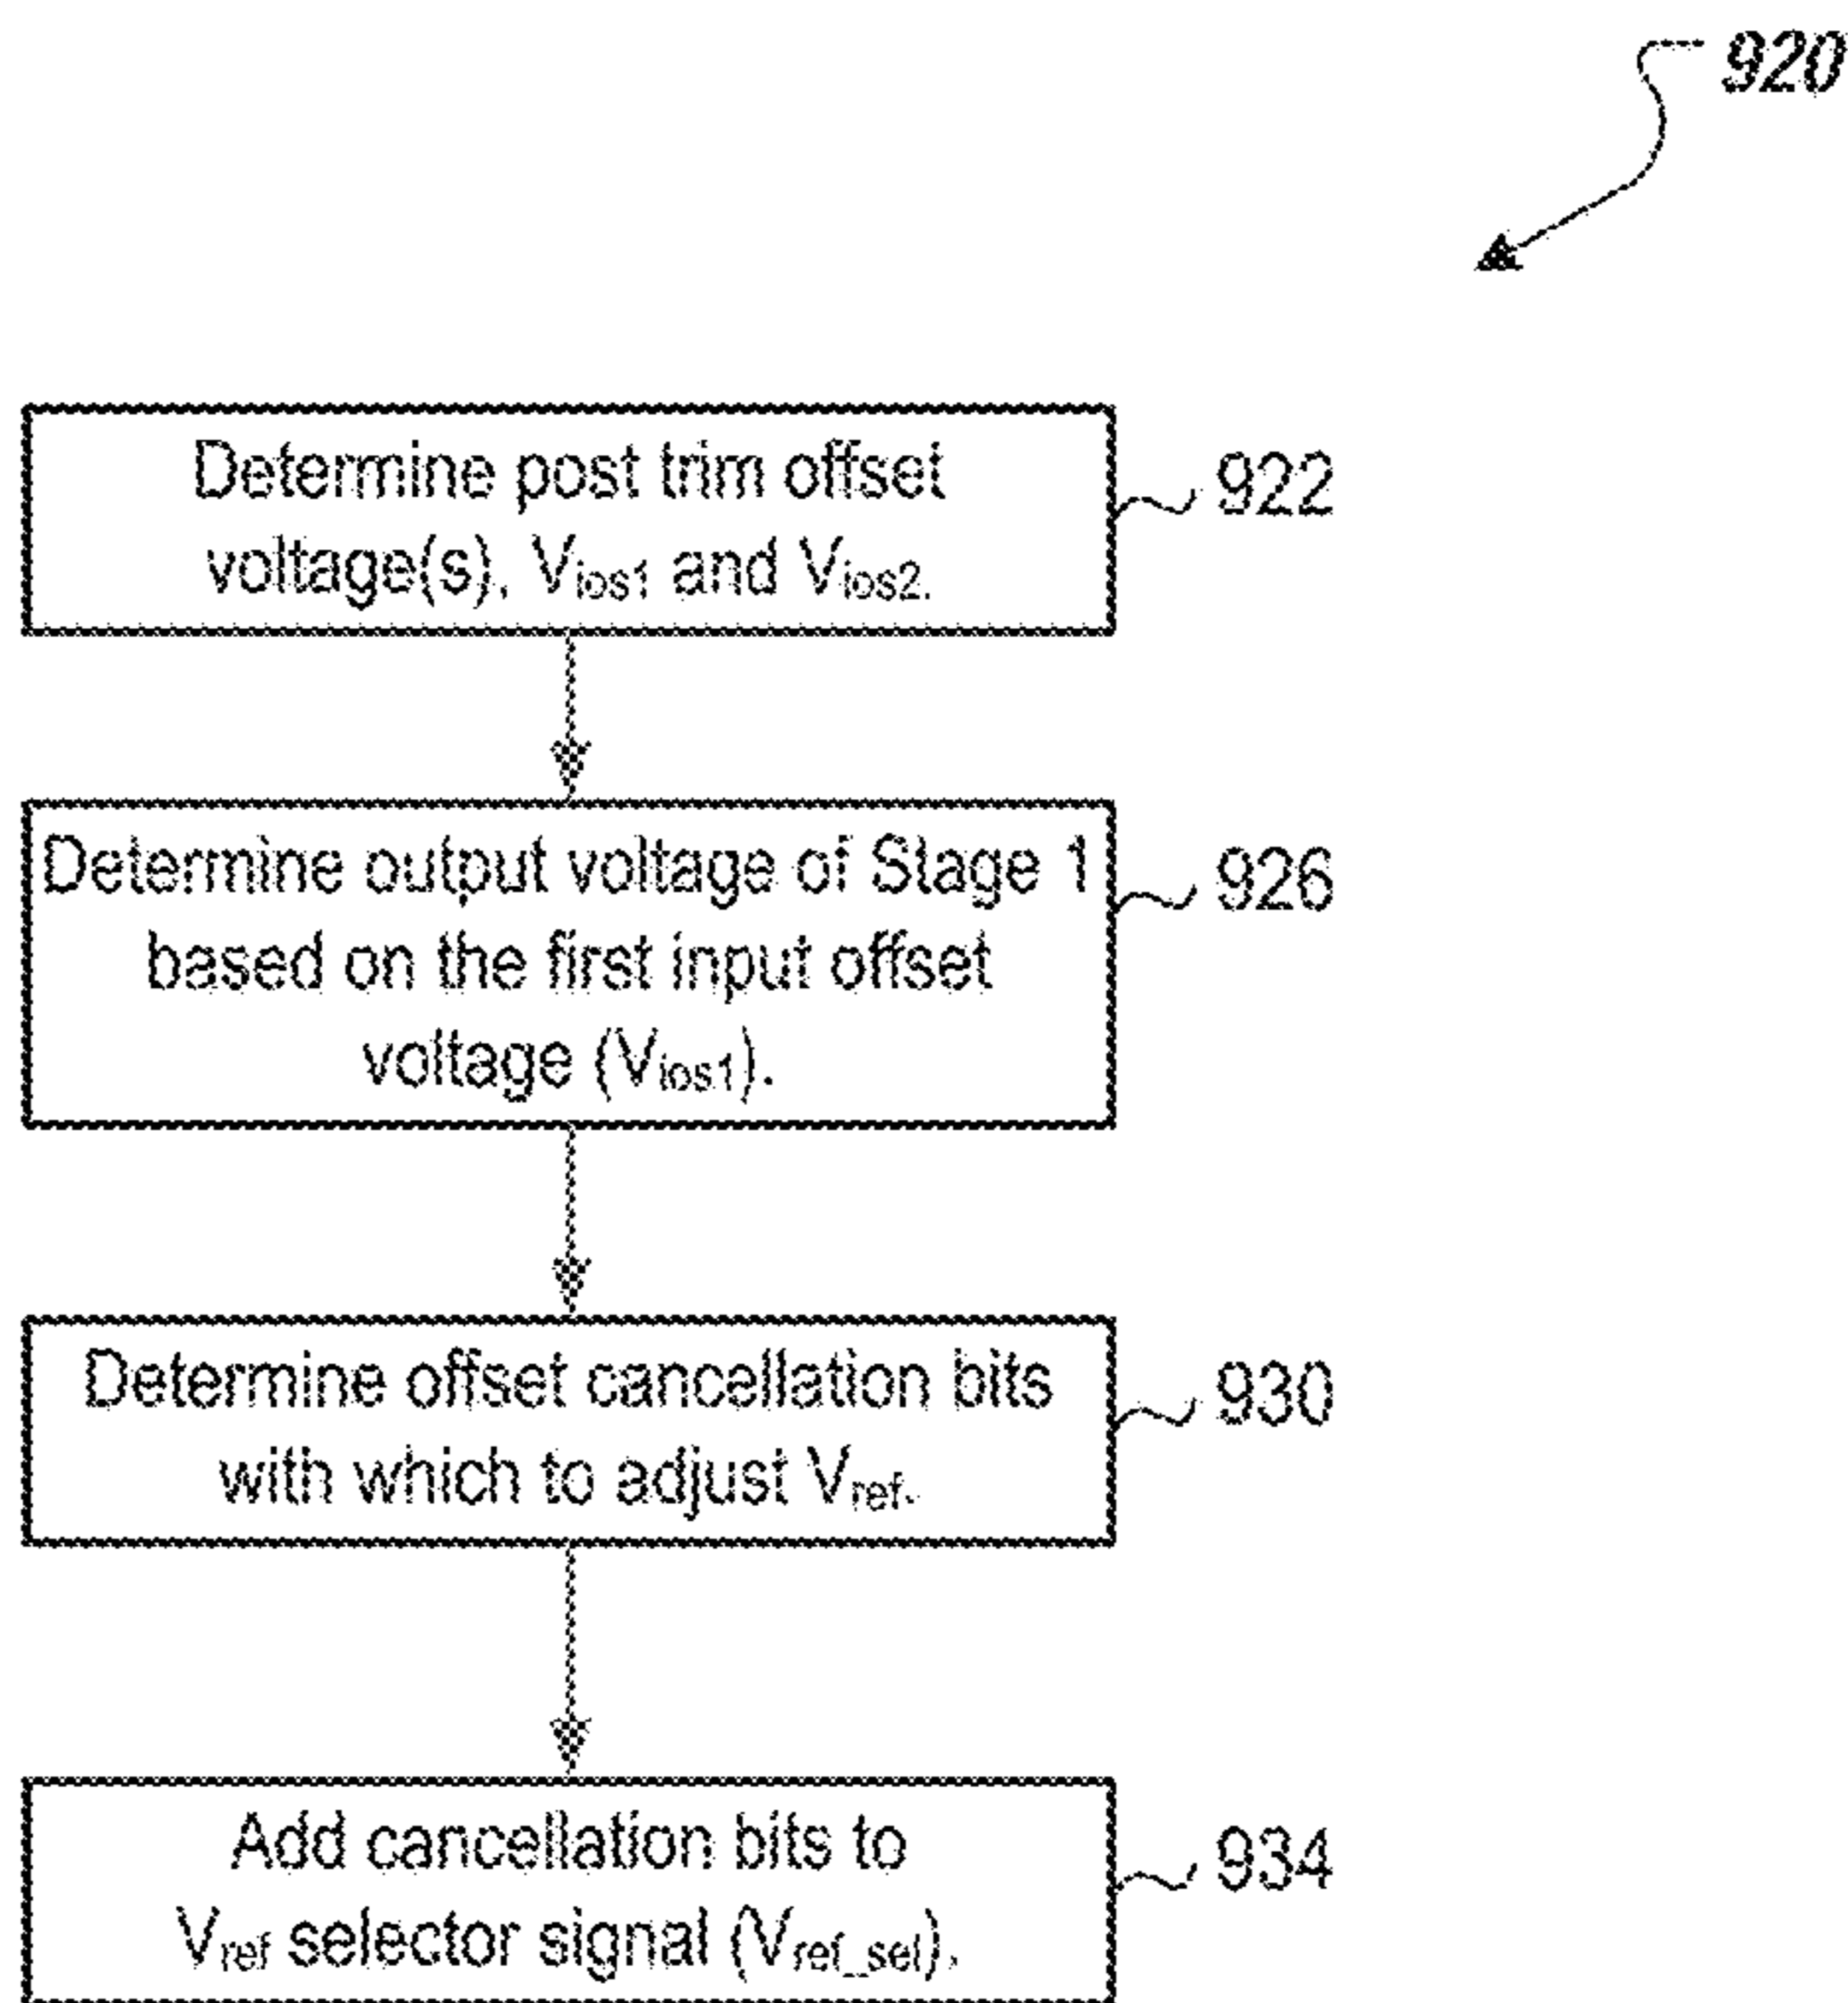 920
Determine post trim offset
voltage(s), Vios1 and Vios2.
922
Determine output voltage of Stage 1
based on the first input offset
voltage (Vios1).
926
Determine offset cancellation bits
with which to adjust Vref.
930
Add cancellation bits to
Vref selector signal (Vref_sel).
934